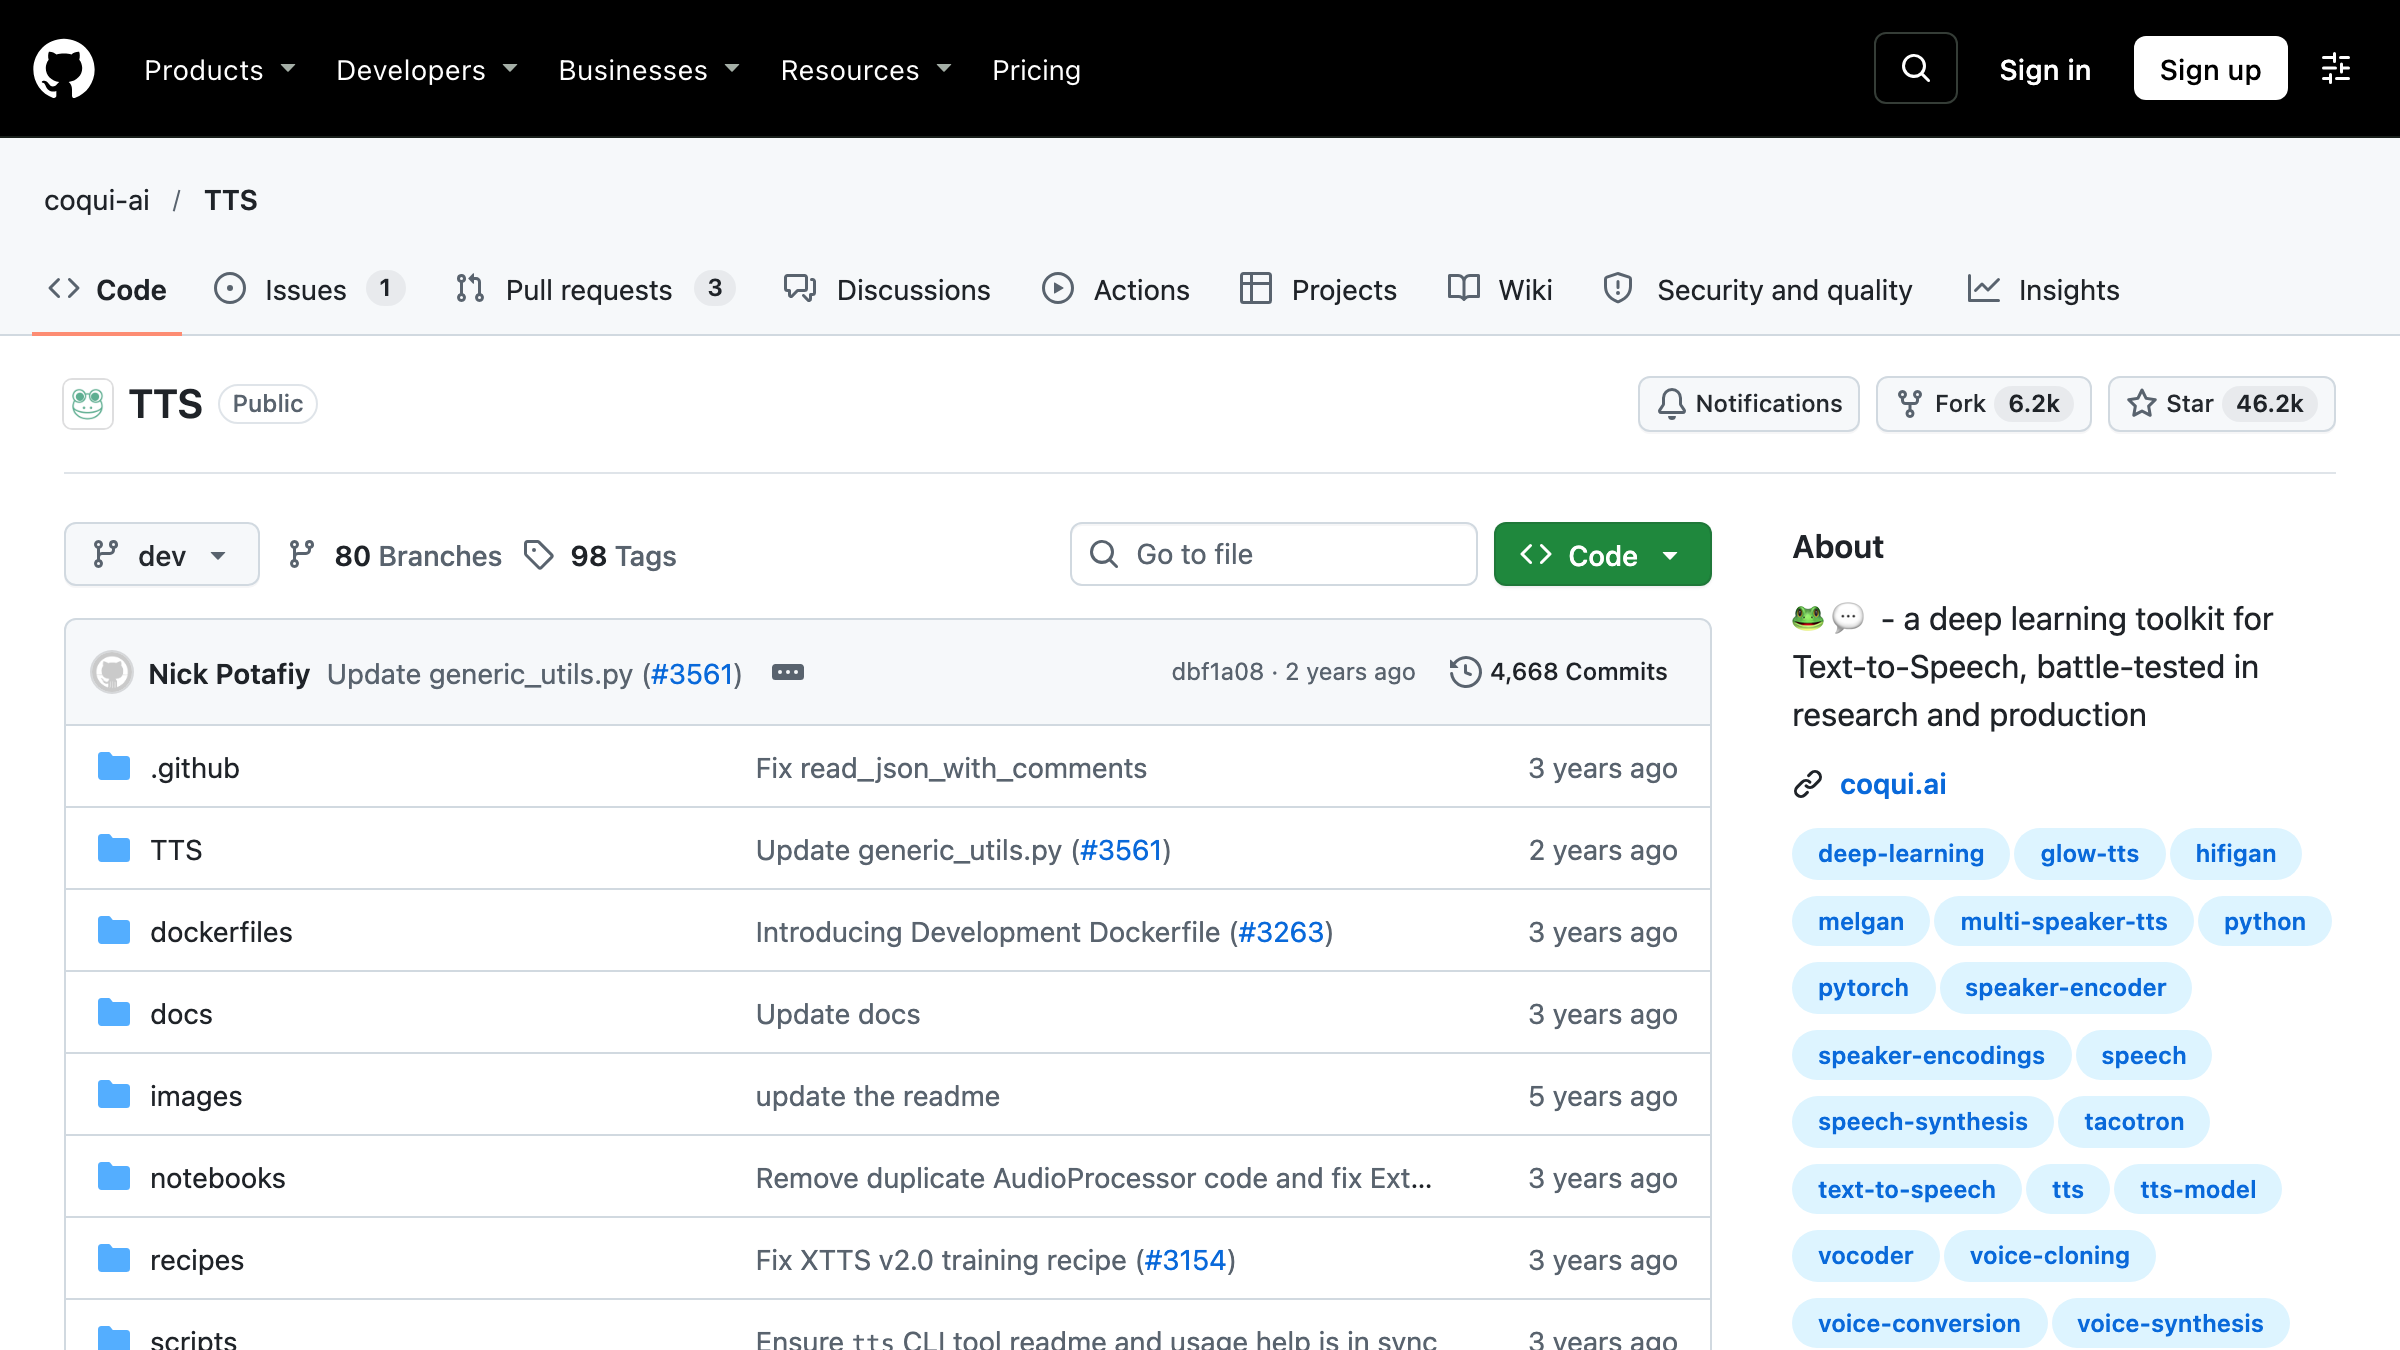 Products Developers Businesses Resources Pricing Sign in Sign up
coqui-ai / TTS
Code Issues 1 Pull requests 3 Discussions Actions Projects Wiki Security and quality Insights
TTS Public Notifications Fork 6.2k Star 46.2k
dev 80 Branches 98 Tags Go to file Code
Nick Potafiy Update generic_utils.py (#3561) dbf1a08 · 2 years ago 4,668 Commits
.github Fix read_json_with_comments 3 years ago
TTS Update generic_utils.py (#3561) 2 years ago
dockerfiles Introducing Development Dockerfile (#3263) 3 years ago
docs Update docs 3 years ago
images update the readme 5 years ago
notebooks Remove duplicate AudioProcessor code and fix Ext... 3 years ago
recipes Fix XTTS v2.0 training recipe (#3154) 3 years ago
scripts Ensure tts CLI tool readme and usage help is in sync 3 years ago
About
🐸💬 - a deep learning toolkit for
Text-to-Speech, battle-tested in
research and production
coqui.ai
deep-learning glow-tts hifigan
melgan multi-speaker-tts python
pytorch speaker-encoder
speaker-encodings speech
speech-synthesis tacotron
text-to-speech tts tts-model
vocoder voice-cloning
voice-conversion voice-synthesis